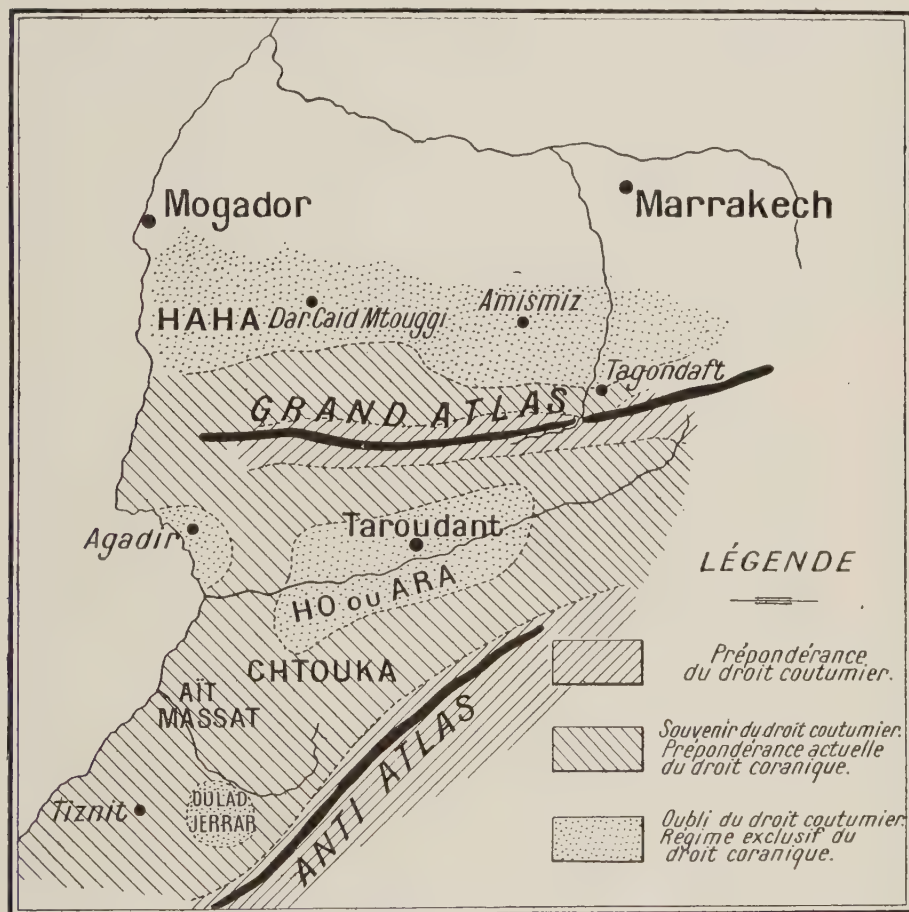 Mogador
Marrakech
HAHA
Dar Caid Mtouggi
Amismiz
Tagondaft
GRAND ATLAS
Agadir
Taroudant
HO ou ARA
CHTOUKA
AÏT
MASSAT
Tiznit
OULAD
JERRAR
ANTI ATLAS
LÉGENDE
Prépondérance
du droit coutumier.
Souvenir du droit coutumier.
Prépondérance actuelle
du droit coranique.
Oubli du droit coutumier.
Régime exclusif du
droit coranique.